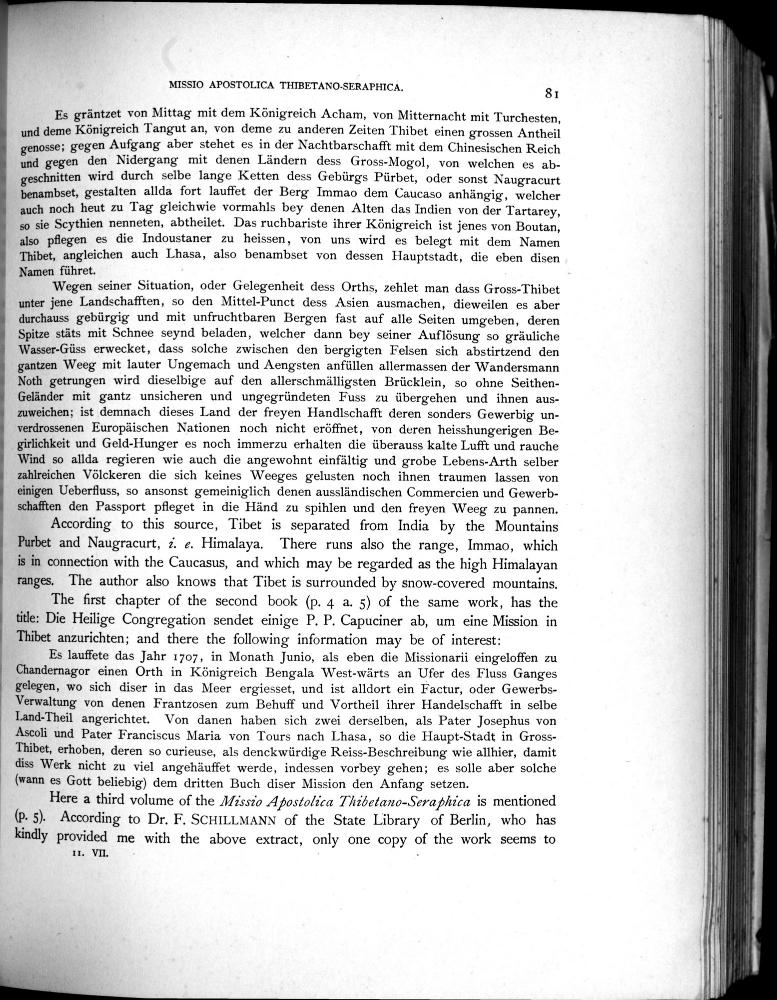 MISSIO APOSTOLICA THIBETANO-SERAPHICA.
81
Es gräntzet von Mittag mit dem Königreich Acham, von Mitternacht mit Turchesten,
und deme Königreich Tangut an, von deme zu anderen Zeiten Thibet einen grossen Antheil
genosse; gegen Aufgang aber stehet es in der Nachtbarschafft mit dem Chinesischen Reich
und gegen den Nidergang mit denen Ländern dess Gross-Mogol, von welchen es ab-
geschnitten wird durch selbe lange Ketten dess Gebürgs Pürbet, oder sonst Naugracurt
benambset, gestalten allda fort lauffet der Berg Immao dem Caucaso anhängig, welcher
auch noch heut zu Tag gleichwie vormahls bey denen Alten das Indien von der Tartarey,
so sie Scythien nenneten, abtheilet. Das ruchbariste ihrer Königreich ist jenes von Boutan,
also pflegen es die Indoustaner zu heissen, von uns wird es belegt mit dem Namen
Thibet, angleichen auch Lhasa, also benambset von dessen Hauptstadt, die eben disen
Namen führet.
Wegen seiner Situation, oder Gelegenheit dess Orths, zehlet man dass Gross-Thibet
unter jene Landschafften, so den Mittel-Punct dess Asien ausmachen, dieweilen es aber
durchauss gebürgig und mit unfruchtbaren Bergen fast auf alle Seiten umgeben, deren
Spitze stäts mit Schnee seynd beladen, welcher dann bey seiner Auflösung so gräuliche
Wasser-Güss erwecket, dass solche zwischen den bergigten Felsen sich abstirtzend den
gantzen Weeg mit lauter Ungemach und Aengsten anfüllen allermassen der Wandersmann
Noth getrungen wird dieselbige auf den allerschmälligsten Brücklein, so ohne Seithen-
Geländer mit gantz unsicheren und ungegründeten Fuss zu übergehen und ihnen aus-
zuweichen; ist demnach dieses Land der freyen Handlschafft deren sonders Gewerbig un-
verdrossenen Europäischen Nationen noch nicht eröffnet, von deren heisshungerigen Be-
girlichkeit und Geld-Hunger es noch immerzu erhalten die überauss kalte Lufft und rauche
Wind so allda regieren wie auch die angewohnt einfältig und grobe Lebens-Arth selber
zahlreichen Völckeren die sich keines Weeges gelusten noch ihnen traumen lassen von
einigen Ueberfluss, so ansonst gemeiniglich denen aussländischen Commercien und Gewerb-
schafften den Passport pfleget in die Händ zu spihlen und den freyen Weeg zu pannen.
According to this source, Tibet is separated from India by the Mountains
Purbet and Naugracurt, i. e. Himalaya. There runs also the range, Immao, which
is in connection with the Caucasus, and which may be regarded as the high Himalayan
ranges. The author also knows that Tibet is surrounded by snow-covered mountains.
The first chapter of the second book (p. 4 a. 5) of the same work, has the
title: Die Heilige Congregation sendet einige P. P. Capuciner ab, um eine Mission in
Thibet anzurichten; and there the following information may be of interest:
Es lauffete das Jahr 1707, in Monath Junio, als eben die Missionarii eingeloffen zu
Chandernagor einen Orth in Königreich Bengala West-wärts an Ufer des Fluss Ganges
gelegen, wo sich diser in das Meer ergiesset, und ist alldort ein Factur, oder Gewerbs-
Verwaltung von denen Frantzosen zum Behuff und Vortheil ihrer Handelschafft in selbe
Land-Theil angerichtet. Von danen haben sich zwei derselben, als Pater Josephus von
Ascoli und Pater Franciscus Maria von Tours nach Lhasa, so die Haupt-Stadt in Gross-
Thibet, erhoben, deren so curieuse, als denckwürdige Reiss-Beschreibung wie allhier, damit
diss Werk nicht zu viel angehäuffet werde, indessen vorbey gehen; es solle aber solche
(wann es Gott beliebig) dem dritten Buch diser Mission den Anfang setzen.
Here a third volume of the Missio Apostolica Thibetano-Seraphica is mentioned
(p. 5). According to Dr. F. SCHILLMANN of the State Library of Berlin, who has
kindly provided me with the above extract, only one copy of the work seems to
11. VII.